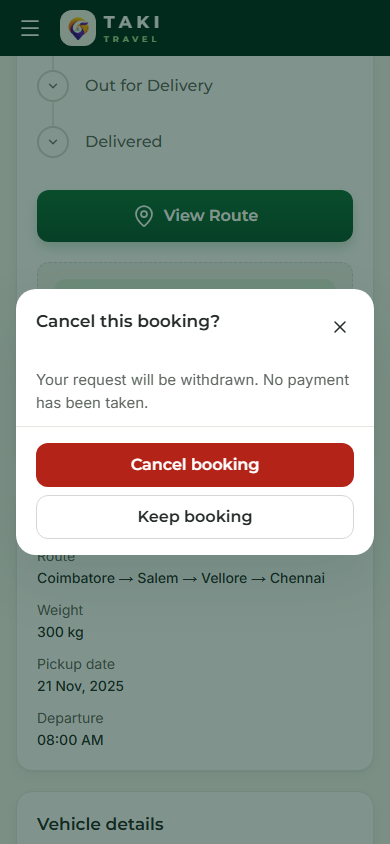 TAKI
TRAVEL
Out for Delivery
Delivered
View Route
Cancel this booking?
Your request will be withdrawn. No payment
has been taken.
Cancel booking
Keep booking
Route
Coimbatore → Salem → Vellore → Chennai
Weight
300 kg
Pickup date
21 Nov, 2025
Departure
08:00 AM
Vehicle details